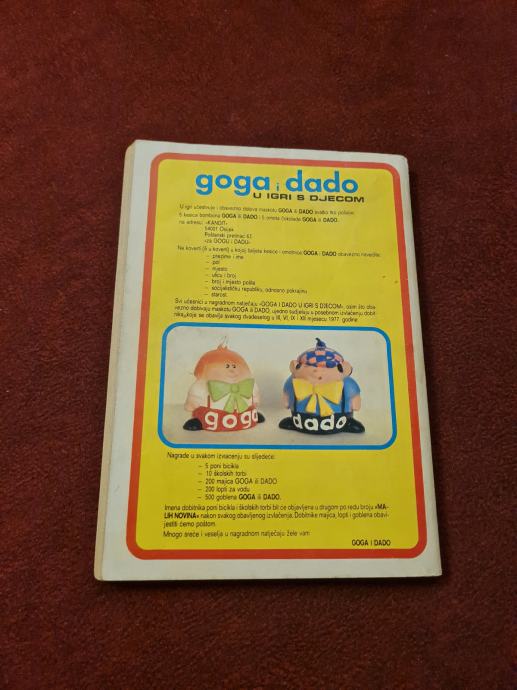 goga i dado
U IGRI S DJECOM
U igri učestvuje i obavezno dobiva maskotu GOGA ili DADO svatko tko pošalje:
5 kesica bombona GOGA ili DADO i 5 omota čokolade GOGA ili DADO.
na adresu: »KANDIT«
54001 Osijek
Poštanski pretinac 67
»za GOGU i DADU«
Na koverti (ili u koverti) u kojoj šaljete kesice i omotnice GOGA i DADO obavezno navedite:
– prezime i ime
– pol
– mjesto
– ulicu i broj
– broj i mjesto pošte
– socijalističku republiku, odnosno pokrajinu
– starost.
Svi učesnici u nagradnom natječaju »GOGA I DADO U IGRI S DJECOM«, osim što oba-
vezno dobivaju maskotu GOGA ili DADO, ujedno sudjeluju u posebnom izvlačenju dobit-
nika, koje se obavlja svakog dvadesetog u III, VI, IX i XII mjesecu 1977. godine.
goga
dado
Nagrade u svakom izvlačenju su slijedeće:
– 5 poni bicikla
– 10 školskih torbi
– 200 majica GOGA ili DADO
– 200 lopti za vodu
– 500 goblena GOGA ili DADO.
Imena dobitnika poni bicikla i školskih torbi bit će objavljena u drugom po redu broju »MA-
LIH NOVINA« nakon svakog obavljenog izvlačenja. Dobitnike majica, lopti i goblena obavi-
jestiti ćemo poštom.
Mnogo sreće i veselja u nagradnom natječaju žele vam
GOGA I DADO